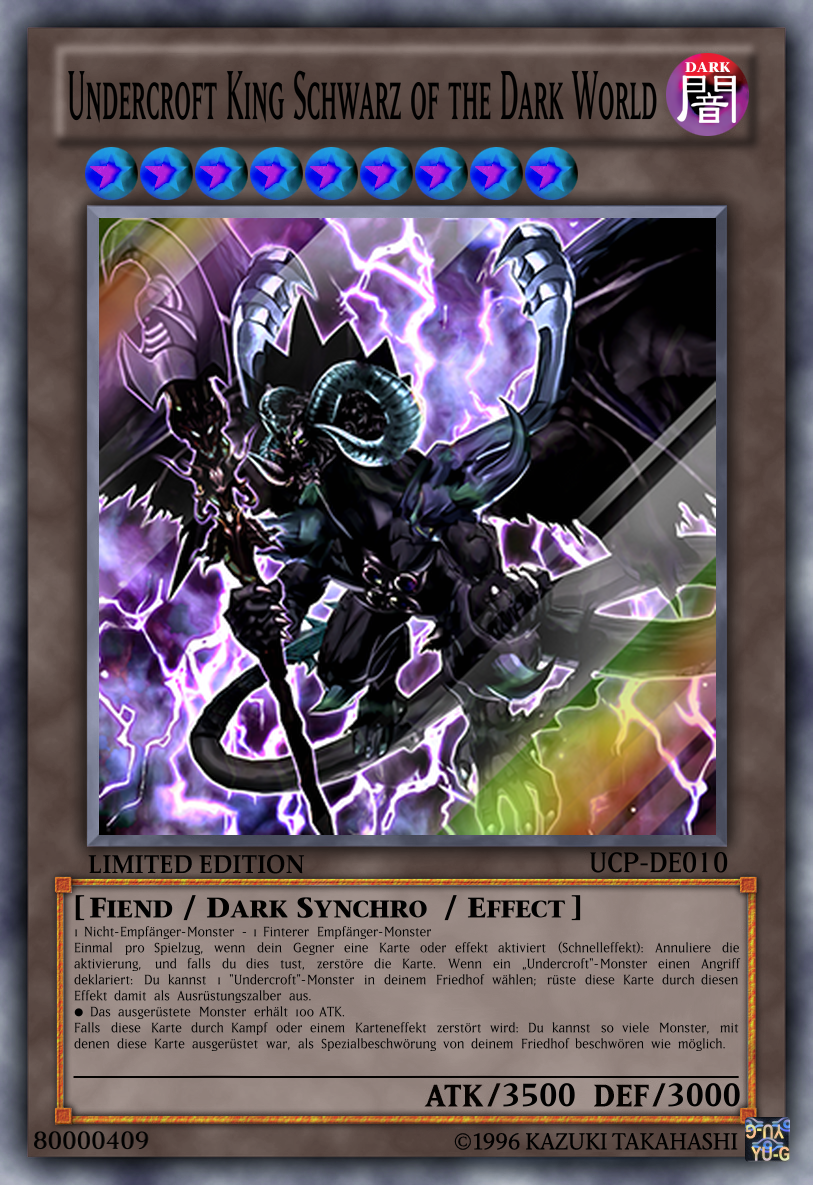 Undercroft King Schwarz of the Dark World
DARK
闇
LIMITED EDITION UCP-DE010
[ Fiend / Dark Synchro / Effect ]
1 Nicht-Empfänger-Monster - 1 Finterer Empfänger-Monster
Einmal pro Spielzug, wenn dein Gegner eine Karte oder effekt aktiviert (Schnelleffekt): Annuliere die
aktivierung, und falls du dies tust, zerstöre die Karte. Wenn ein „Undercroft"-Monster einen Angriff
deklariert: Du kannst 1 "Undercroft"-Monster in deinem Friedhof wählen; rüste diese Karte durch diesen
Effekt damit als Ausrüstungszalber aus.
● Das ausgerüstete Monster erhält 100 ATK.
Falls diese Karte durch Kampf oder einem Karteneffekt zerstört wird: Du kannst so viele Monster, mit
denen diese Karte ausgerüstet war, als Spezialbeschwörung von deinem Friedhof beschwören wie möglich.
ATK/3500 DEF/3000
80000409 ©1996 KAZUKI TAKAHASHI
YU-G
YU-G